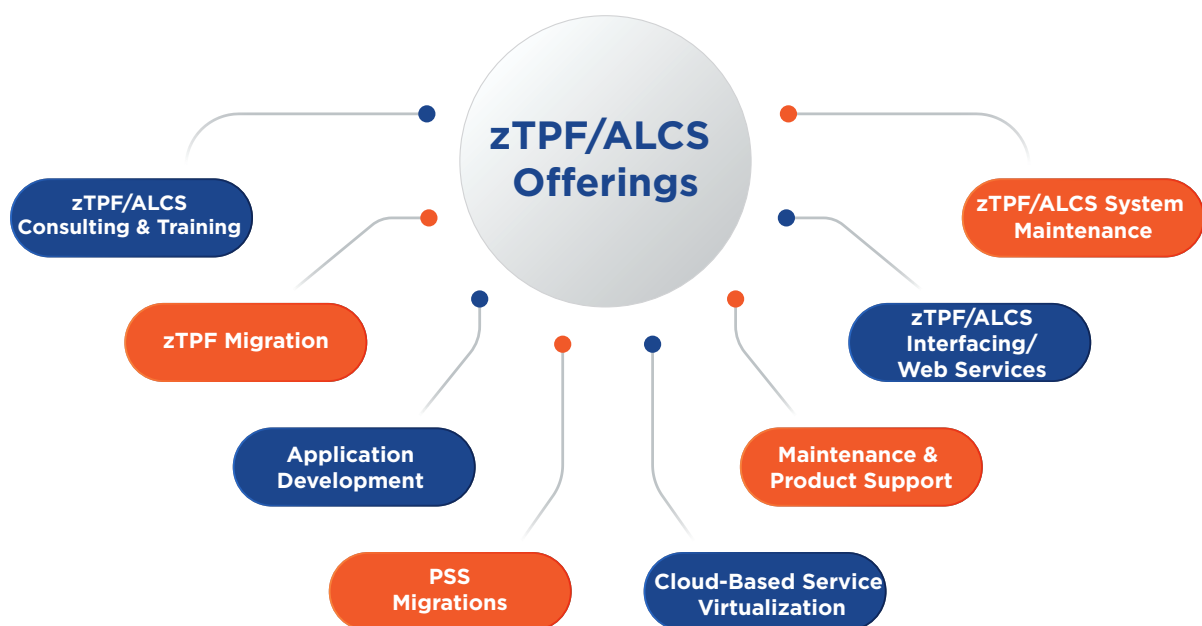 zTPF/ALCS
Offerings
zTPF/ALCS
Consulting & Training
zTPF Migration
Application
Development
PSS
Migrations
Cloud-Based Service
Virtualization
Maintenance &
Product Support
zTPF/ALCS
Interfacing/
Web Services
zTPF/ALCS System
Maintenance